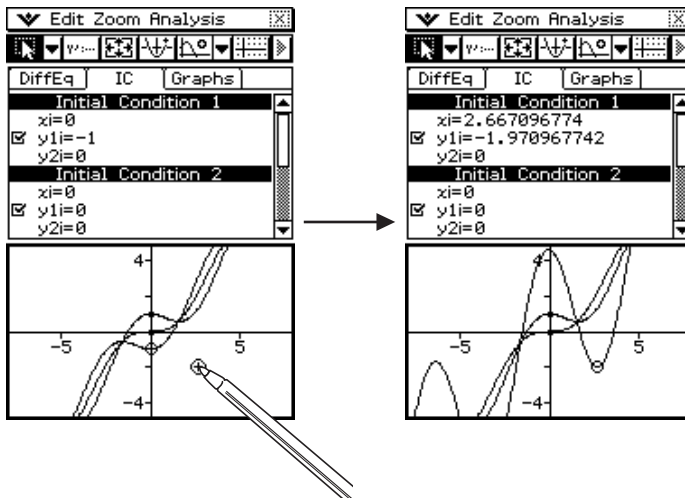 Edit Zoom Analysis
DiffEq IC Graphs
Initial Condition 1
xi=0
y1i=-1
y2i=0
Initial Condition 2
xi=0
y1i=0
y2i=0
4
-5 5
-4
Edit Zoom Analysis
DiffEq IC Graphs
Initial Condition 1
xi=2.667096774
y1i=-1.970967742
y2i=0
Initial Condition 2
xi=0
y1i=0
y2i=0
4
-5 5
-4